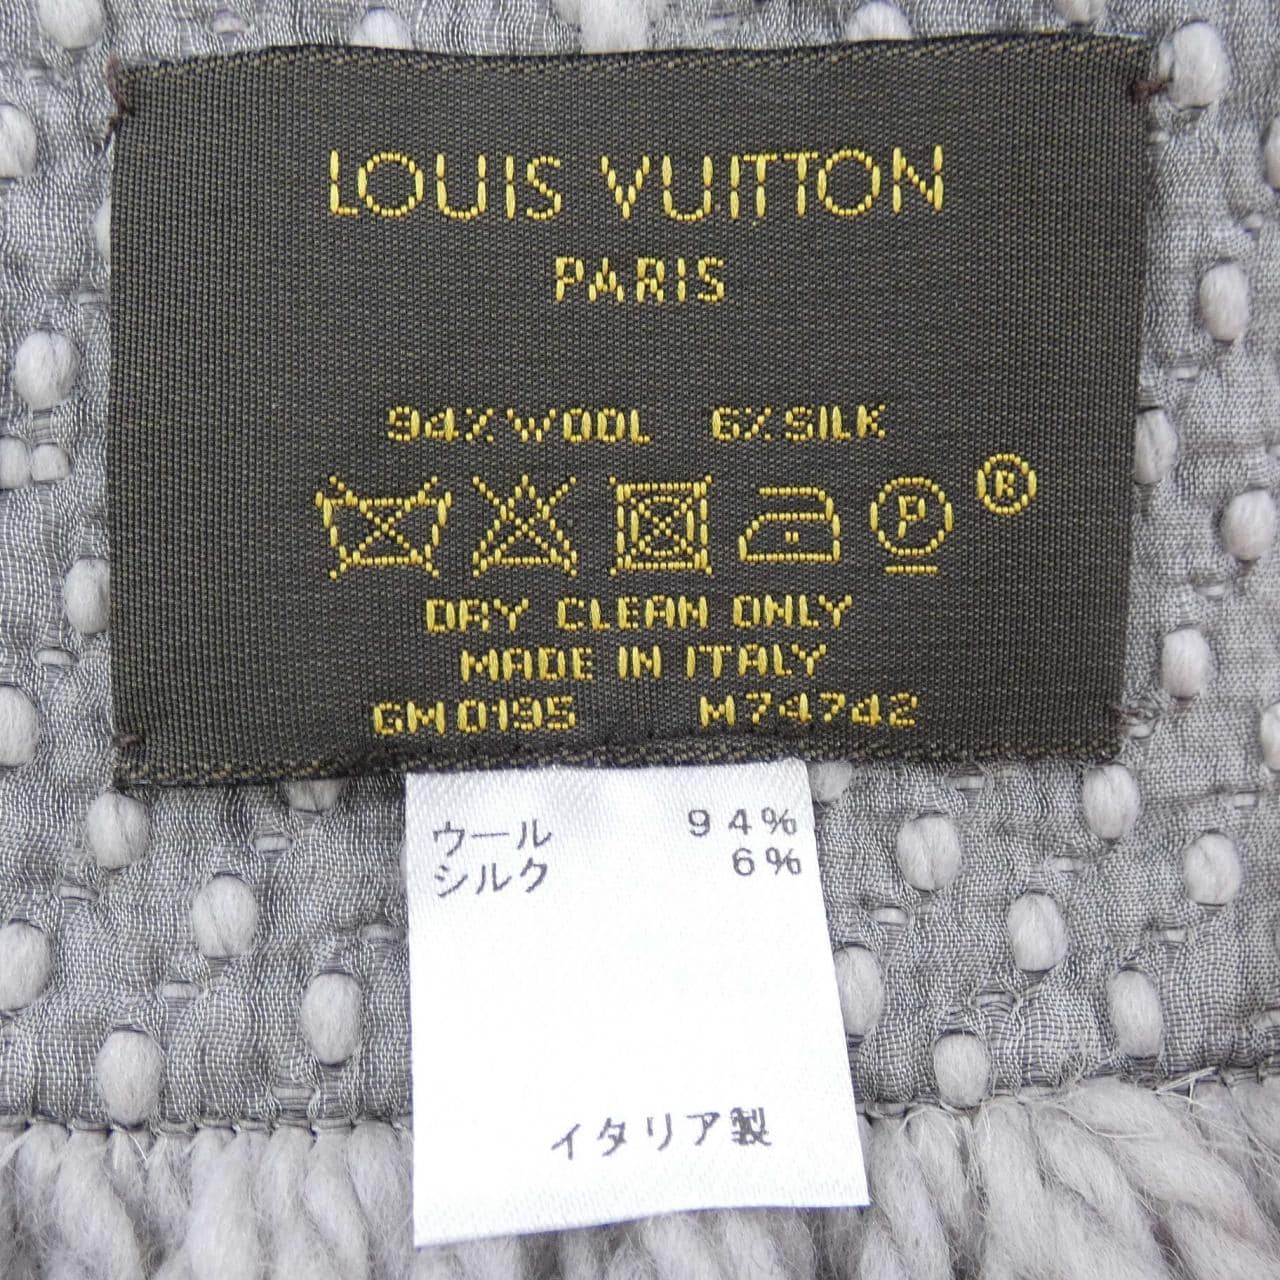 LOUIS VUITTON
PARIS
94% WOOL 6% SILK
P ®
DRY CLEAN ONLY
MADE IN ITALY
GM0195 M74742
ウール 94%
シルク 6%
イタリア製